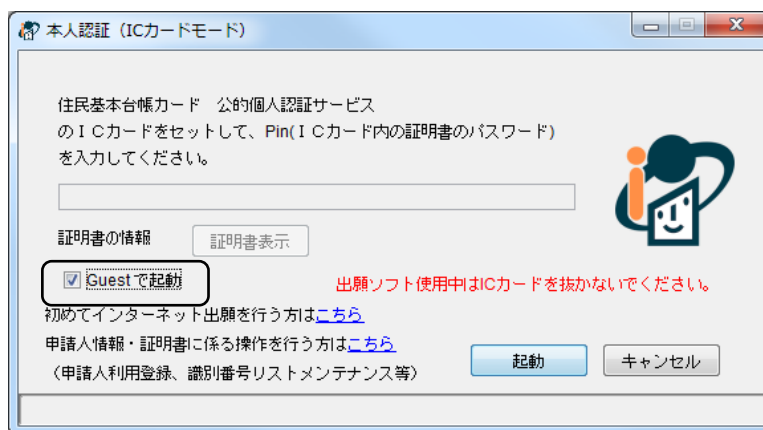 本人認証（ICカードモード）
住民基本台帳カード　公的個人認証サービス
のＩＣカードをセットして、Pin(ＩＣカード内の証明書のパスワード)
を入力してください。
証明書の情報　証明書表示
Guestで起動
出願ソフト使用中はICカードを抜かないでください。
初めてインターネット出願を行う方はこちら
申請人情報・証明書に係る操作を行う方はこちら
（申請人利用登録、識別番号リストメンテナンス等）
起動　キャンセル